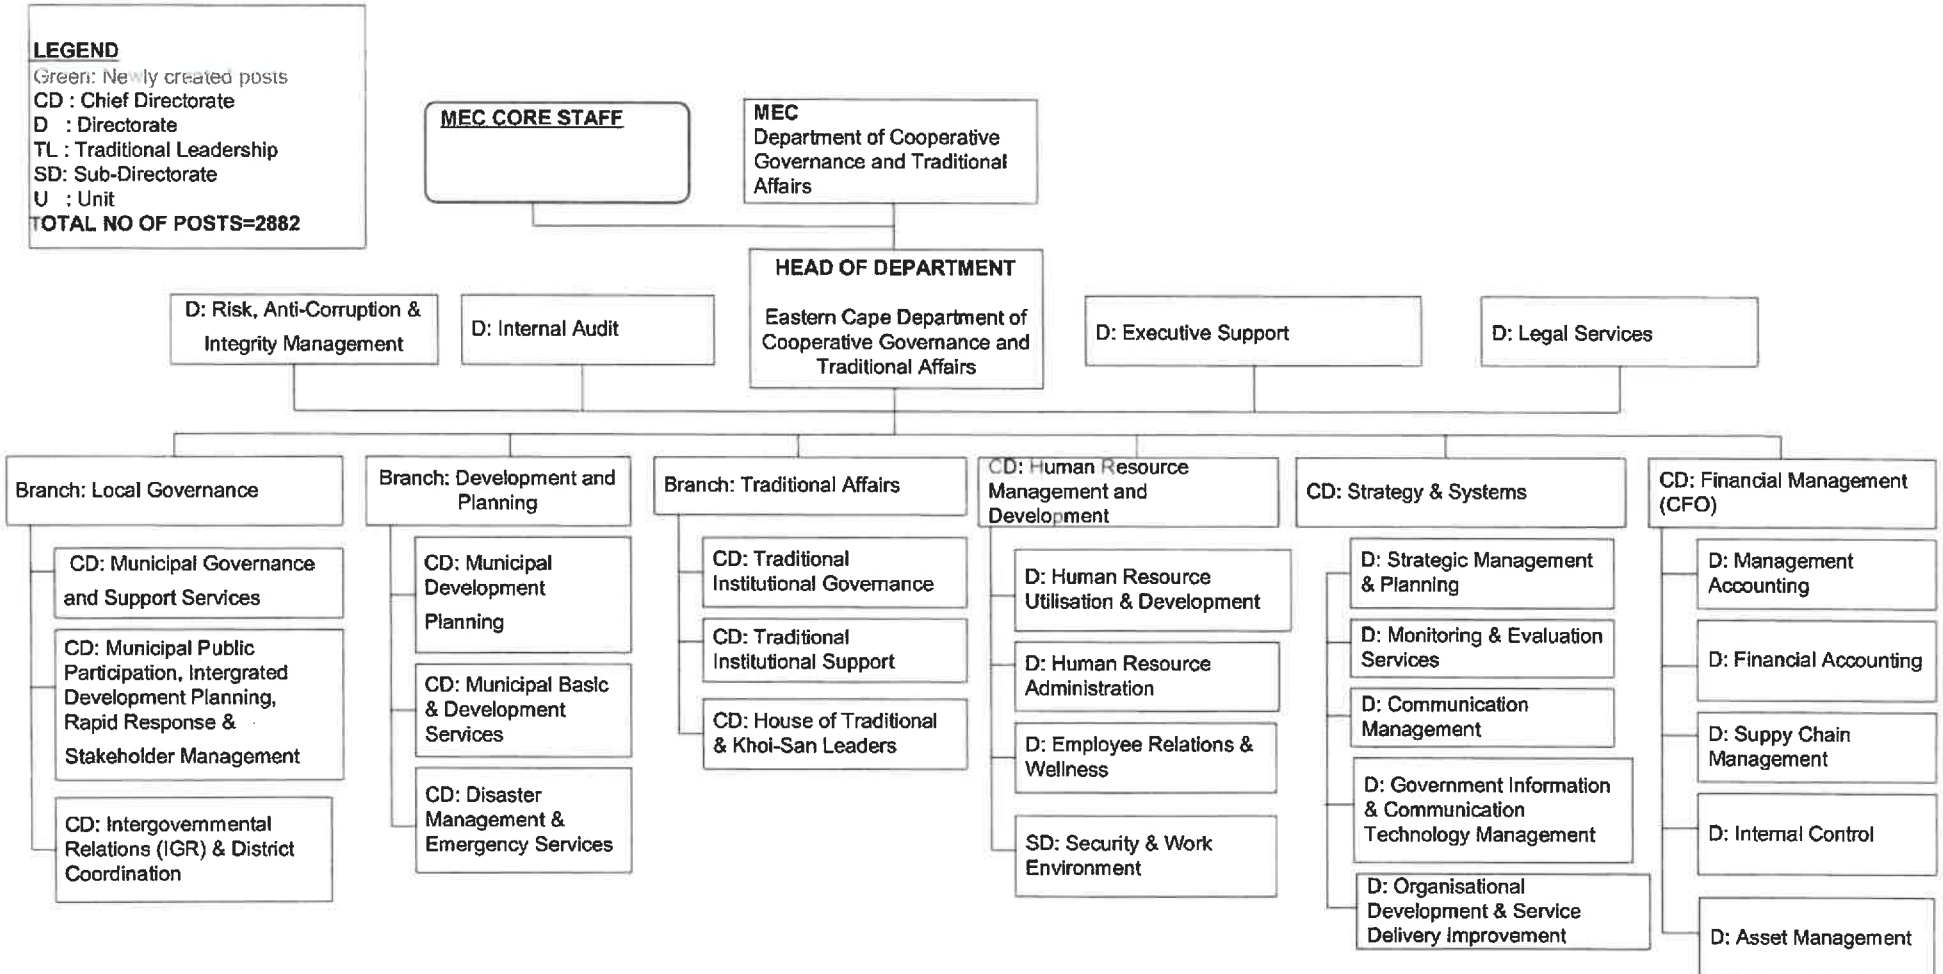 LEGEND
Green: Newly created posts
CD : Chief Directorate
D : Directorate
TL : Traditional Leadership
SD: Sub-Directorate
U : Unit
TOTAL NO OF POSTS=2882
MEC CORE STAFF
MEC
Department of Cooperative
Governance and Traditional
Affairs
HEAD OF DEPARTMENT
Eastern Cape Department of
Cooperative Governance and
Traditional Affairs
D: Risk, Anti-Corruption &
Integrity Management
D: Internal Audit
D: Executive Support
D: Legal Services
Branch: Local Governance
CD: Municipal Governance
and Support Services
CD: Municipal Public
Participation, Intergrated
Development Planning,
Rapid Response &
Stakeholder Management
CD: Intergovernmental
Relations (IGR) & District
Coordination
Branch: Development and
Planning
CD: Municipal
Development
Planning
CD: Municipal Basic
& Development
Services
CD: Disaster
Management &
Emergency Services
Branch: Traditional Affairs
CD: Traditional
Institutional Governance
CD: Traditional
Institutional Support
CD: House of Traditional
& Khoi-San Leaders
CD: Human Resource
Management and
Development
D: Human Resource
Utilisation & Development
D: Human Resource
Administration
D: Employee Relations &
Wellness
SD: Security & Work
Environment
CD: Strategy & Systems
D: Strategic Management
& Planning
D: Monitoring & Evaluation
Services
D: Communication
Management
D: Government Information
& Communication
Technology Management
D: Organisational
Development & Service
Delivery Improvement
CD: Financial Management
(CFO)
D: Management
Accounting
D: Financial Accounting
D: Suppy Chain
Management
D: Internal Control
D: Asset Management